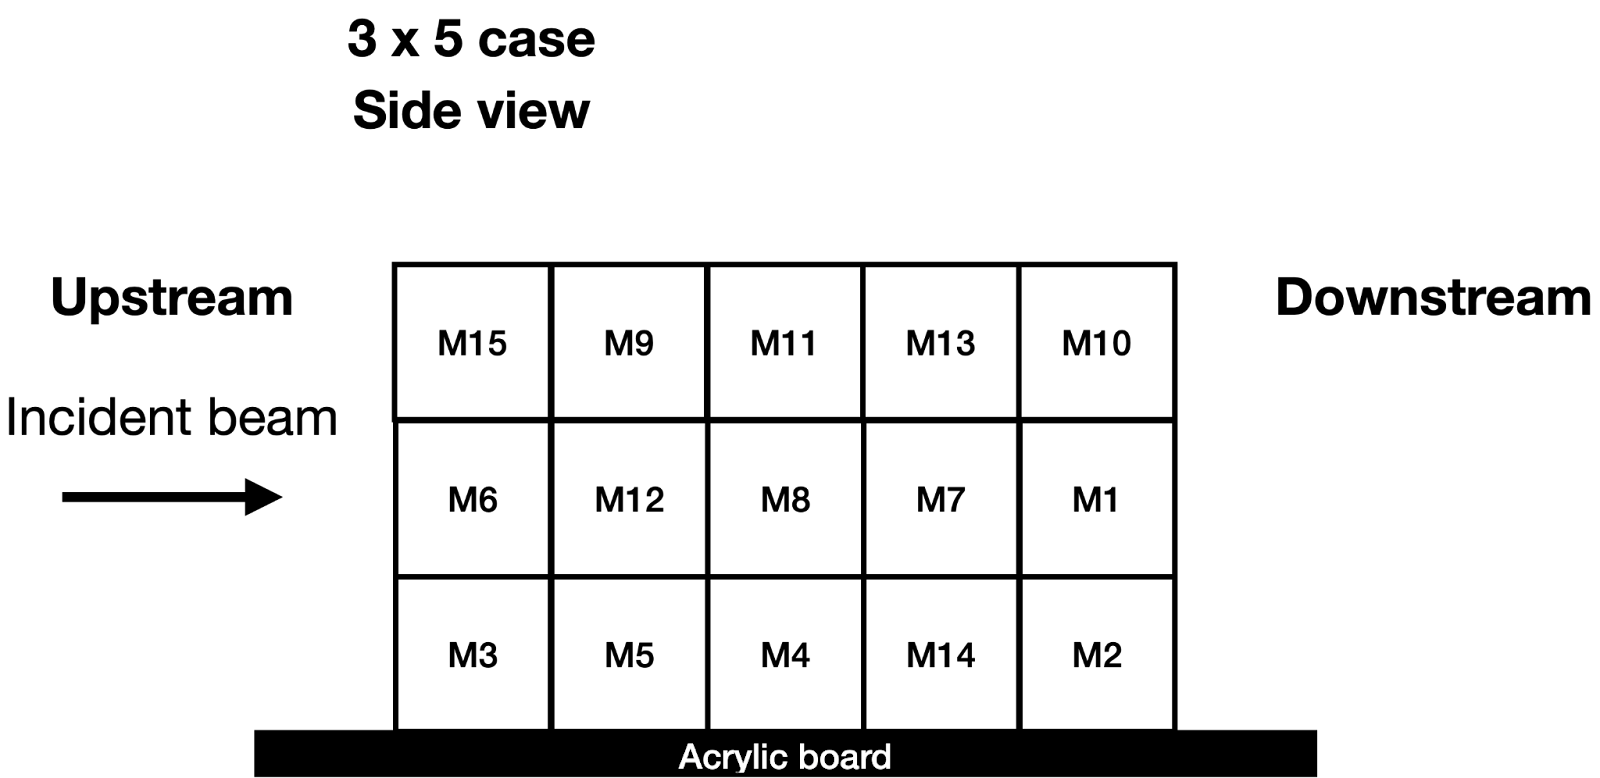 3 x 5 case
Side view
Upstream
Downstream
Incident beam
M15 M9 M11 M13 M10
M6 M12 M8 M7 M1
M3 M5 M4 M14 M2
Acrylic board